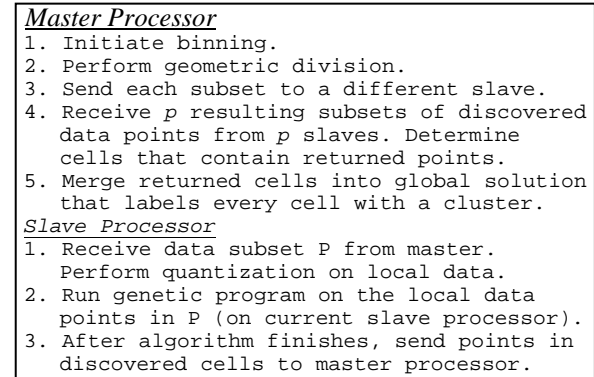 Master Processor
1. Initiate binning.
2. Perform geometric division.
3. Send each subset to a different slave.
4. Receive p resulting subsets of discovered
data points from p slaves. Determine
cells that contain returned points.
5. Merge returned cells into global solution
that labels every cell with a cluster.
Slave Processor
1. Receive data subset P from master.
Perform quantization on local data.
2. Run genetic program on the local data
points in P (on current slave processor).
3. After algorithm finishes, send points in
discovered cells to master processor.